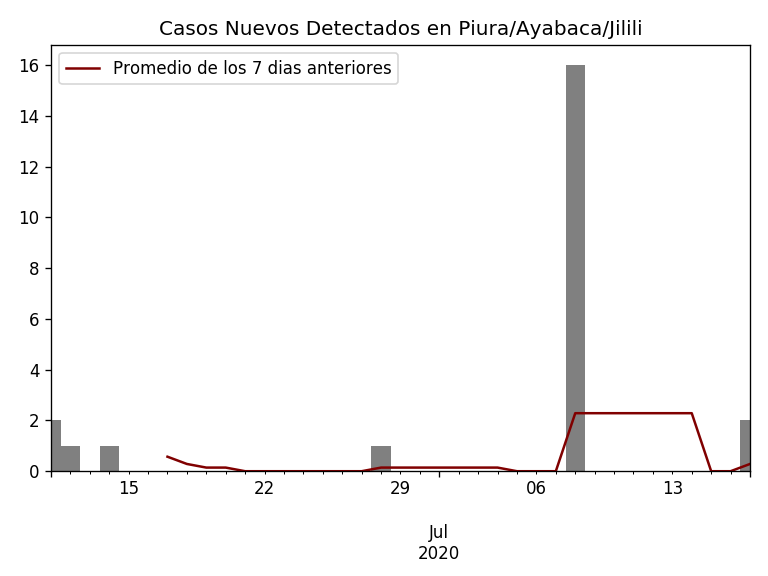 Casos Nuevos Detectados en Piura/Ayabaca/Jilili
Promedio de los 7 dias anteriores
16
14
12
10
8
6
4
2
0
15 22 29 06 13
Jul
2020